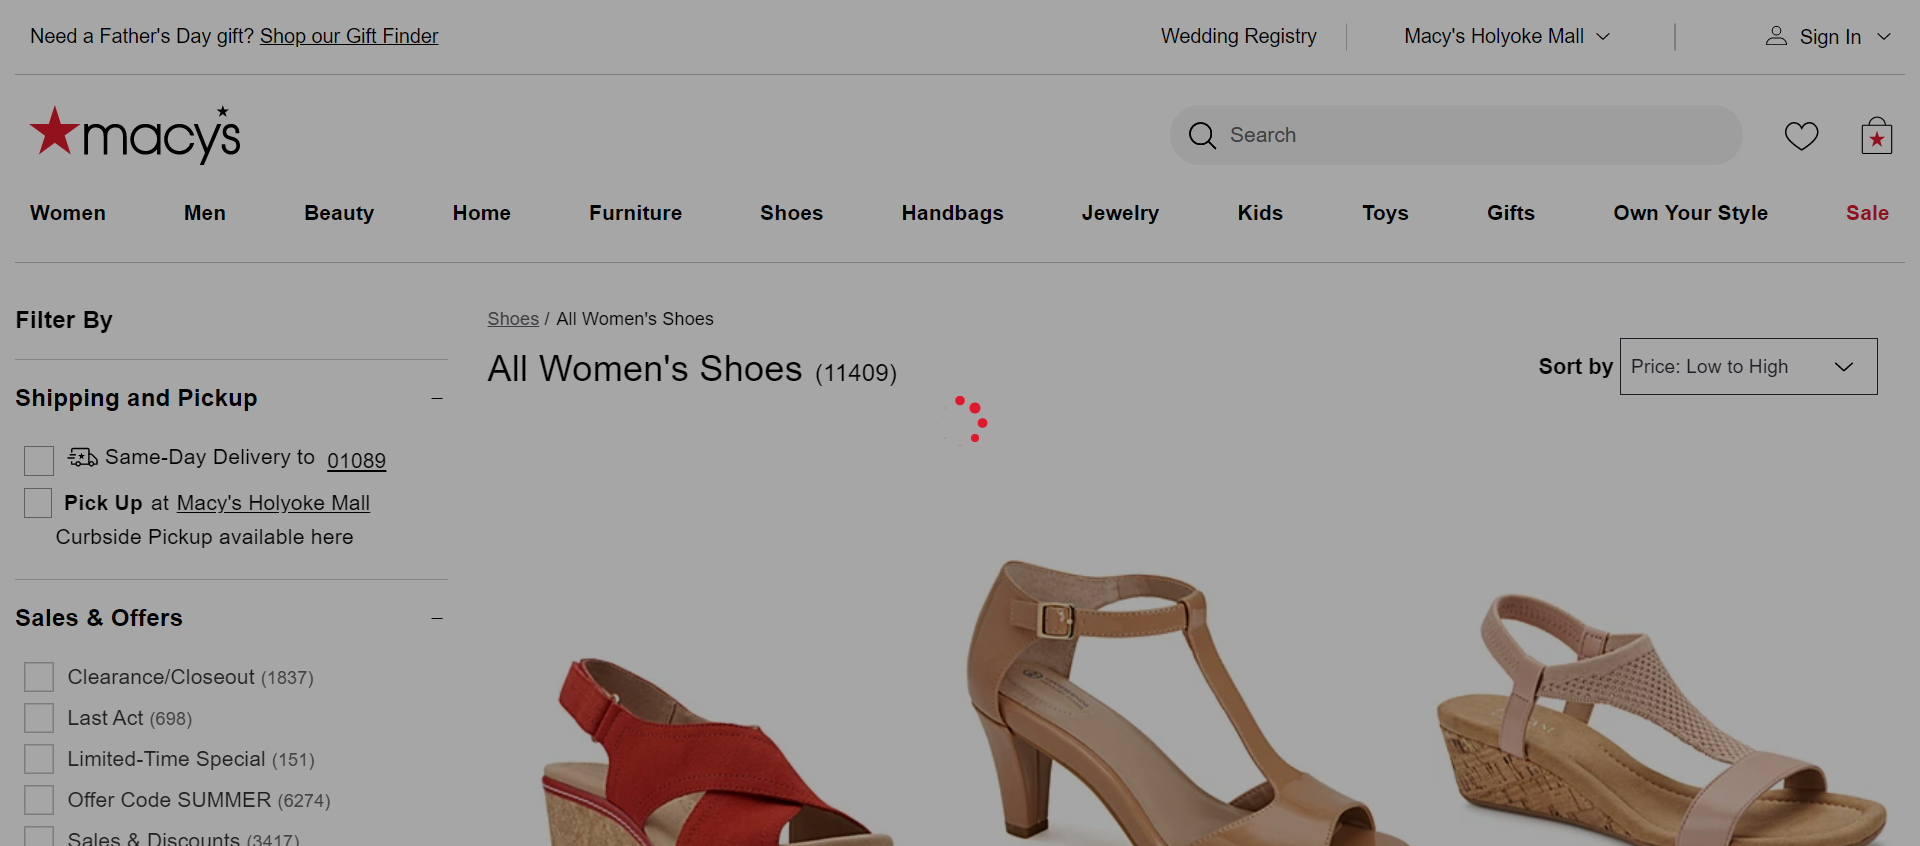 Need a Father's Day gift? Shop our Gift Finder
Wedding Registry
Macy's Holyoke Mall
Sign In
macy's
Search
Women Men Beauty Home Furniture Shoes Handbags Jewelry Kids Toys Gifts Own Your Style Sale
Filter By
Shipping and Pickup
Same-Day Delivery to 01089
Pick Up at Macy's Holyoke Mall
Curbside Pickup available here
Sales & Offers
Clearance/Closeout (1837)
Last Act (698)
Limited-Time Special (151)
Offer Code SUMMER (6274)
Sales & Discounts (3417)
Shoes / All Women's Shoes
All Women's Shoes (11409)
Sort by Price: Low to High